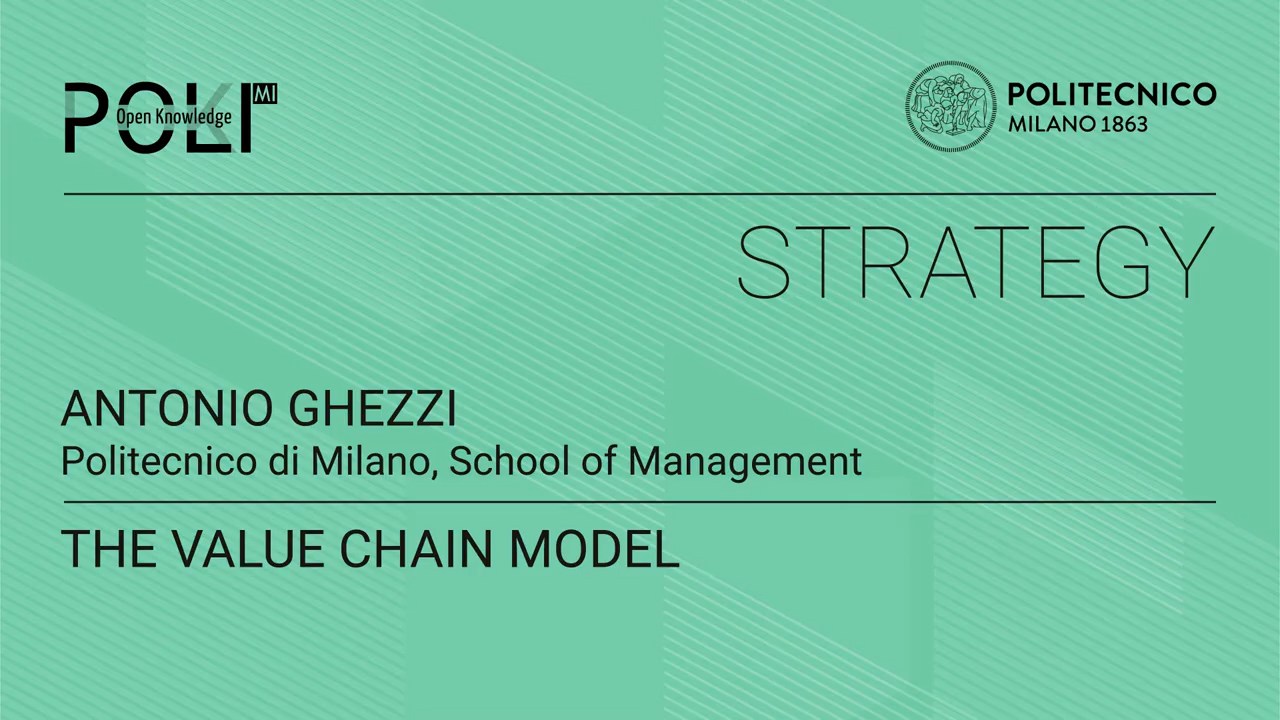 POLI MI
Open Knowledge
POLITECNICO
MILANO 1863
STRATEGY
ANTONIO GHEZZI
Politecnico di Milano, School of Management
THE VALUE CHAIN MODEL